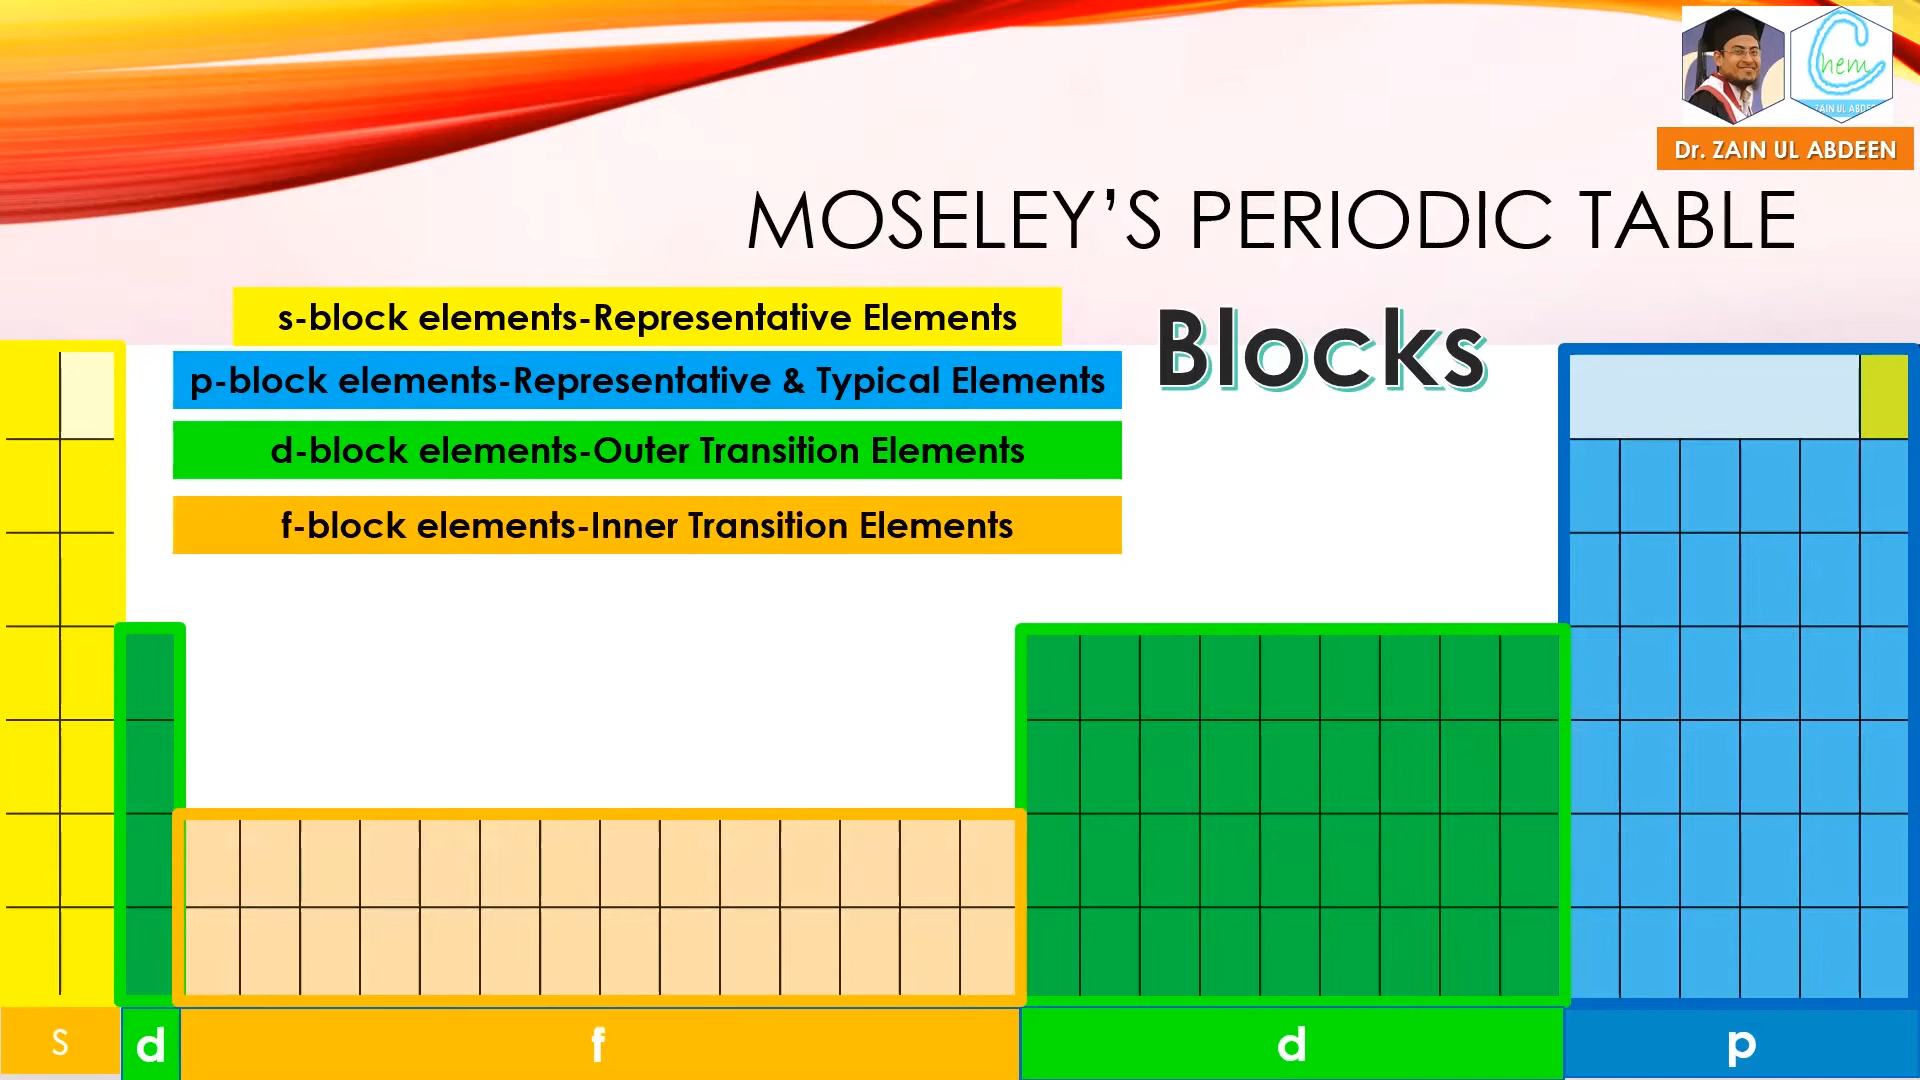 Chem
Dr. ZAIN UL ABDEEN
MOSELEY’S PERIODIC TABLE
s-block elements-Representative Elements
Blocks
p-block elements-Representative & Typical Elements
d-block elements-Outer Transition Elements
f-block elements-Inner Transition Elements
s d f d p